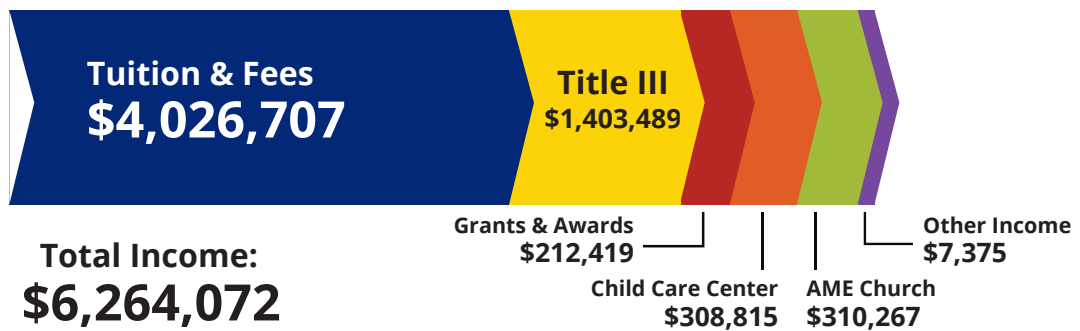 Tuition & Fees
$4,026,707
Title III
$1,403,489
Grants & Awards
$212,419
Child Care Center
$308,815
AME Church
$310,267
Other Income
$7,375
Total Income:
$6,264,072